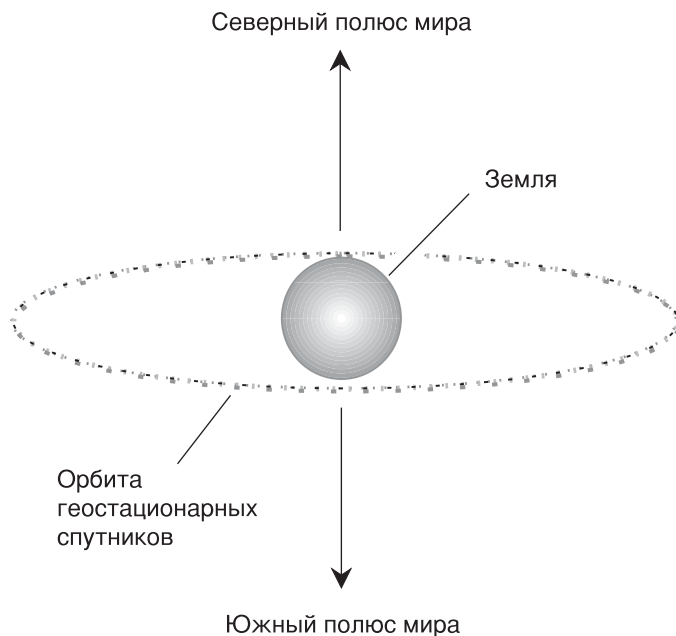 Северный полюс мира
Земля
Орбита
геостационарных
спутников
Южный полюс мира